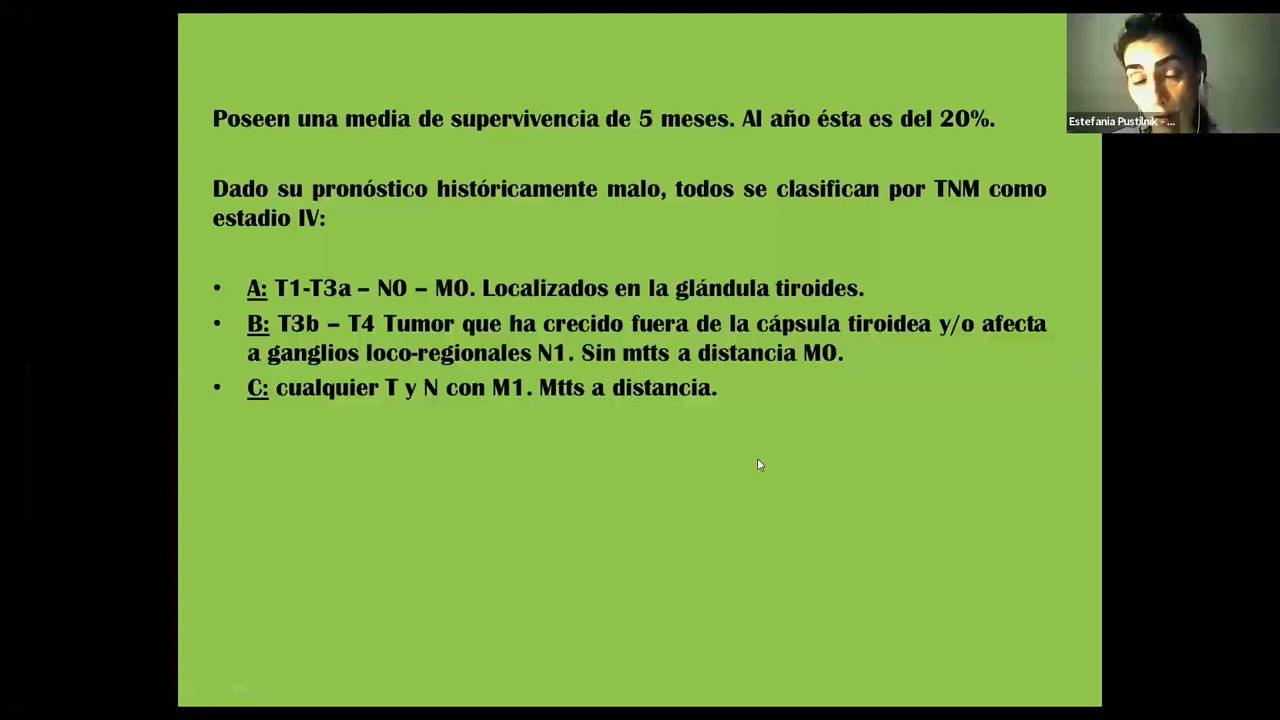 Poseen una media de supervivencia de 5 meses. Al año ésta es del 20%.
Dado su pronóstico históricamente malo, todos se clasifican por TNM como
estadio IV:
• A: T1-T3a – N0 – M0. Localizados en la glándula tiroides.
• B: T3b – T4 Tumor que ha crecido fuera de la cápsula tiroidea y/o afecta
a ganglios loco-regionales N1. Sin mtts a distancia M0.
• C: cualquier T y N con M1. Mtts a distancia.
Estefania Pustilnik - ...